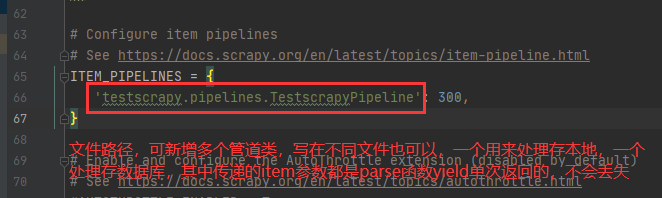 62
63 # Configure item pipelines
64 # See https://docs.scrapy.org/en/latest/topics/item-pipeline.html
65 ITEM_PIPELINES = {
66 'testscrapy.pipelines.TestscrapyPipeline': 300,
67 }
68
文件路径，可新增多个管道类，写在不同文件也可以，一个用来处理存本地，一个
69 # Enable and configure the AutoThrottle extension (disabled by default)
处理存数据库，其中传递的item参数都是parse函数yield单次返回的，不会丢失
70 # See https://docs.scrapy.org/en/latest/topics/autothrottle.html